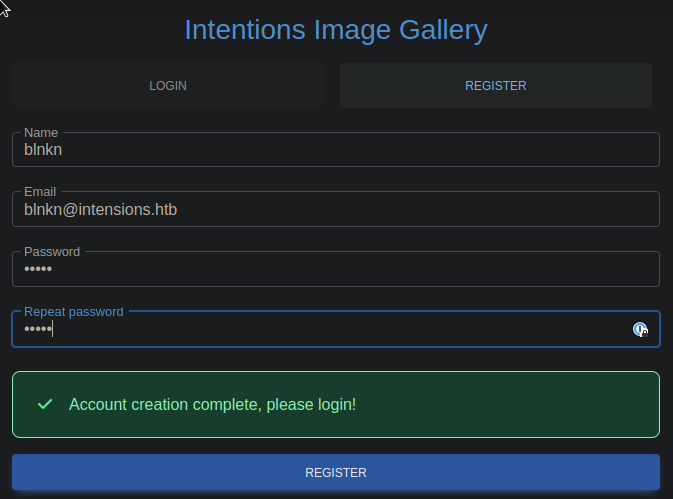 Intentions Image Gallery
LOGIN
REGISTER
Name
blnkn
Email
blnkn@intensions.htb
Password
•••••
Repeat password
•••••
Account creation complete, please login!
REGISTER